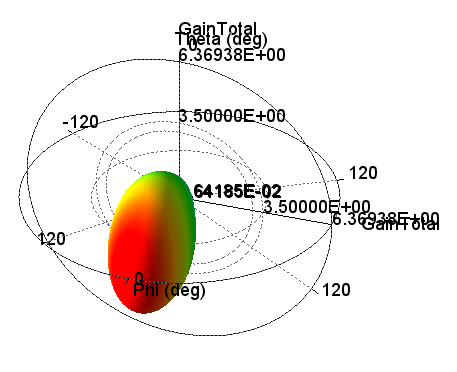 GainTotal
Theta (deg)
0
6.36938E+00
3.50000E+00
-120
120
64185E-02
3.50000E+00
6.36938E+00
GainTotal
120
0
Phi (deg)
120